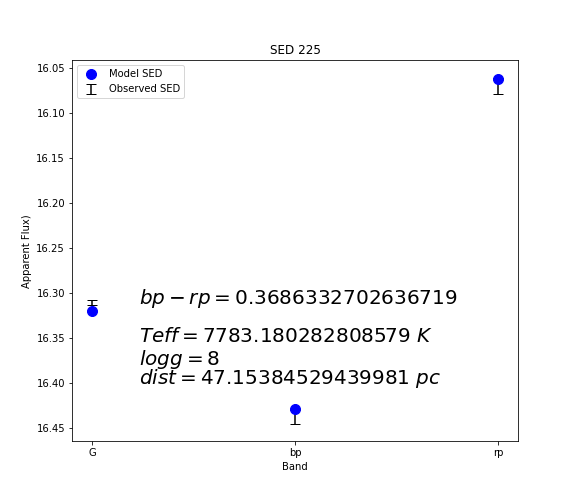 SED 225
Model SED
Observed SED
16.05
16.10
16.15
16.20
16.25
16.30
16.35
16.40
16.45
Apparent Flux)
bp − rp = 0.3686332702636719
Teff = 7783.180282808579 K
logg = 8
dist = 47.15384529439981 pc
G bp rp
Band